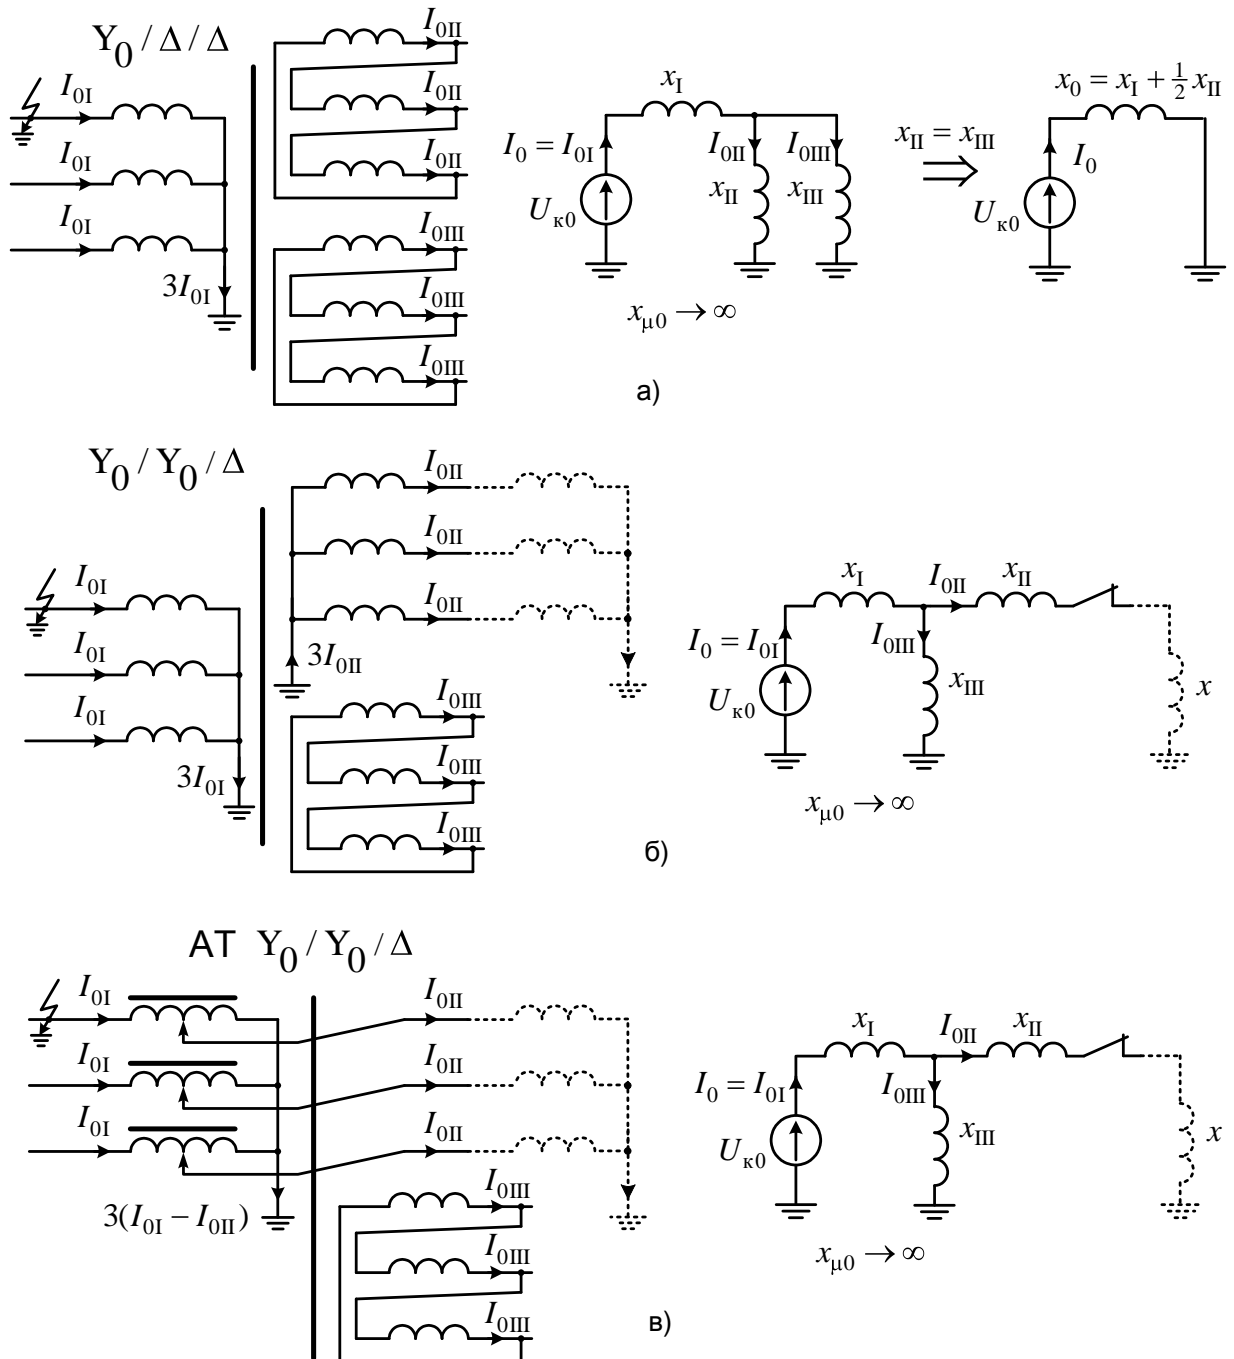 Y0 / Δ / Δ
I0I
I0I
I0I
3I0I
I0II
I0II
I0II
I0III
I0III
I0III
xI
I0 = I0I
I0II
I0III
xII
xIII
Uк0
xμ0 → ∞
xII = xIII
⇒
x0 = xI + 1/2 xII
I0
Uк0
а)
Y0 / Y0 / Δ
I0I
I0I
I0I
3I0I
I0II
I0II
I0II
3I0II
I0III
I0III
I0III
xI
I0II
xII
I0 = I0I
I0III
xIII
Uк0
x
xμ0 → ∞
б)
АТ Y0 / Y0 / Δ
I0I
I0I
I0I
3(I0I − I0II)
I0II
I0II
I0II
I0III
I0III
I0III
xI
I0II
xII
I0 = I0I
I0III
xIII
Uк0
x
xμ0 → ∞
в)